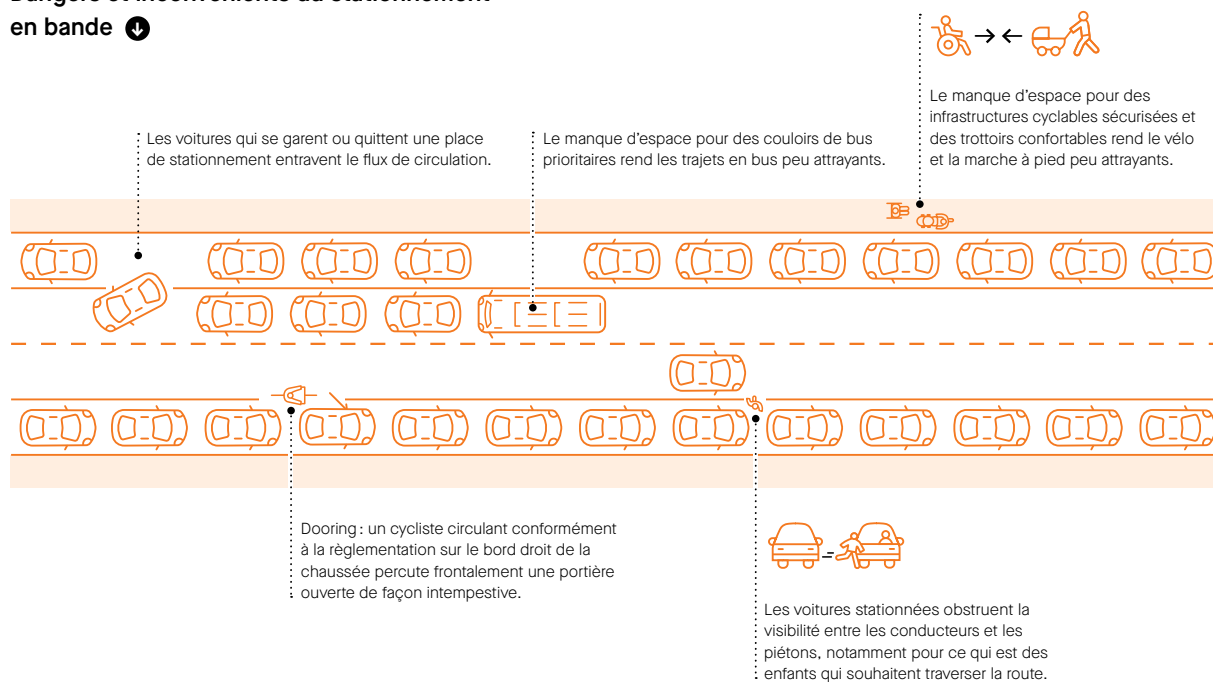 Dangers et inconvénients du stationnement
en bande
Les voitures qui se garent ou quittent une place
de stationnement entravent le flux de circulation.
Le manque d'espace pour des couloirs de bus
prioritaires rend les trajets en bus peu attrayants.
Le manque d'espace pour des
infrastructures cyclables sécurisées et
des trottoirs confortables rend le vélo
et la marche à pied peu attrayants.
Dooring : un cycliste circulant conformément
à la règlementation sur le bord droit de la
chaussée percute frontalement une portière
ouverte de façon intempestive.
Les voitures stationnées obstruent la
visibilité entre les conducteurs et les
piétons, notamment pour ce qui est des
enfants qui souhaitent traverser la route.